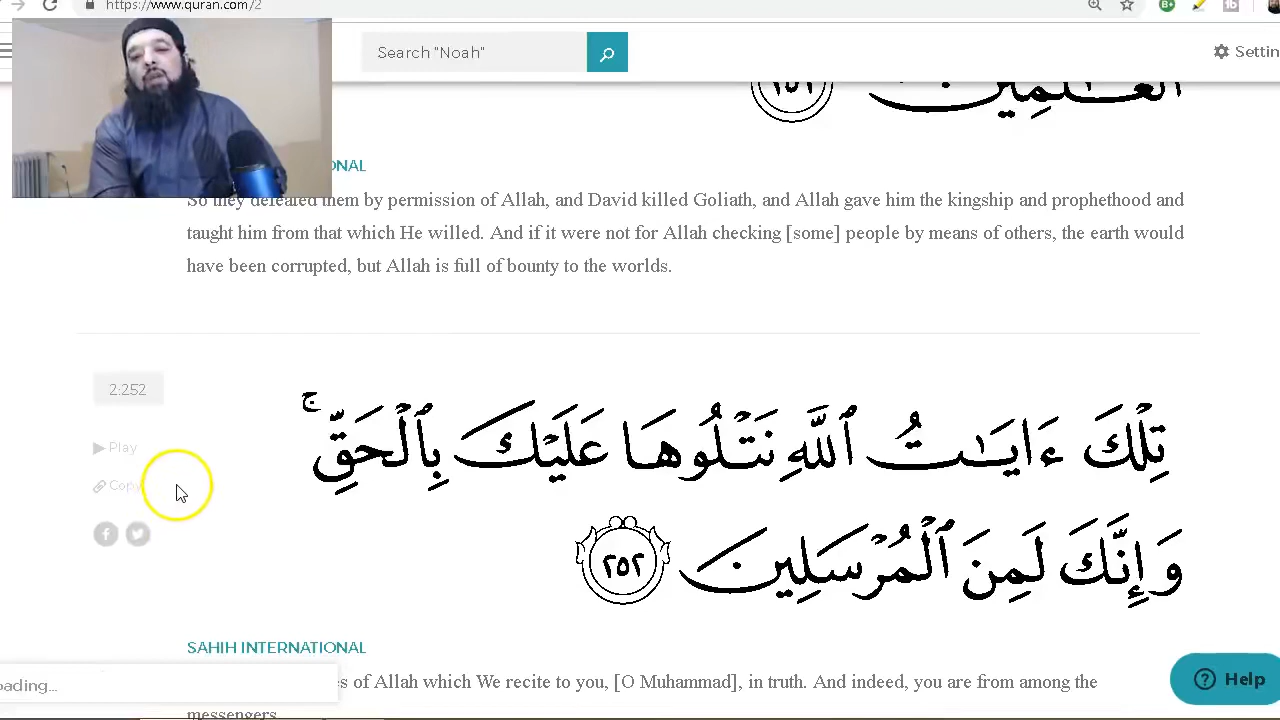 https://www.quran.com/2
Search "Noah"
ٱلْعَـٰلَمِينَ ٢٥١
So they defeated them by permission of Allah, and David killed Goliath, and Allah gave him the kingship and prophethood and
taught him from that which He willed. And if it were not for Allah checking [some] people by means of others, the earth would
have been corrupted, but Allah is full of bounty to the worlds.
2:252
Play
Copy
تِلْكَ ءَايَـٰتُ ٱللَّهِ نَتْلُوهَا عَلَيْكَ بِٱلْحَقِّ ۚ
وَإِنَّكَ لَمِنَ ٱلْمُرْسَلِينَ ٢٥٢
SAHIH INTERNATIONAL
of Allah which We recite to you, [O Muhammad], in truth. And indeed, you are from among the
messengers.
Help